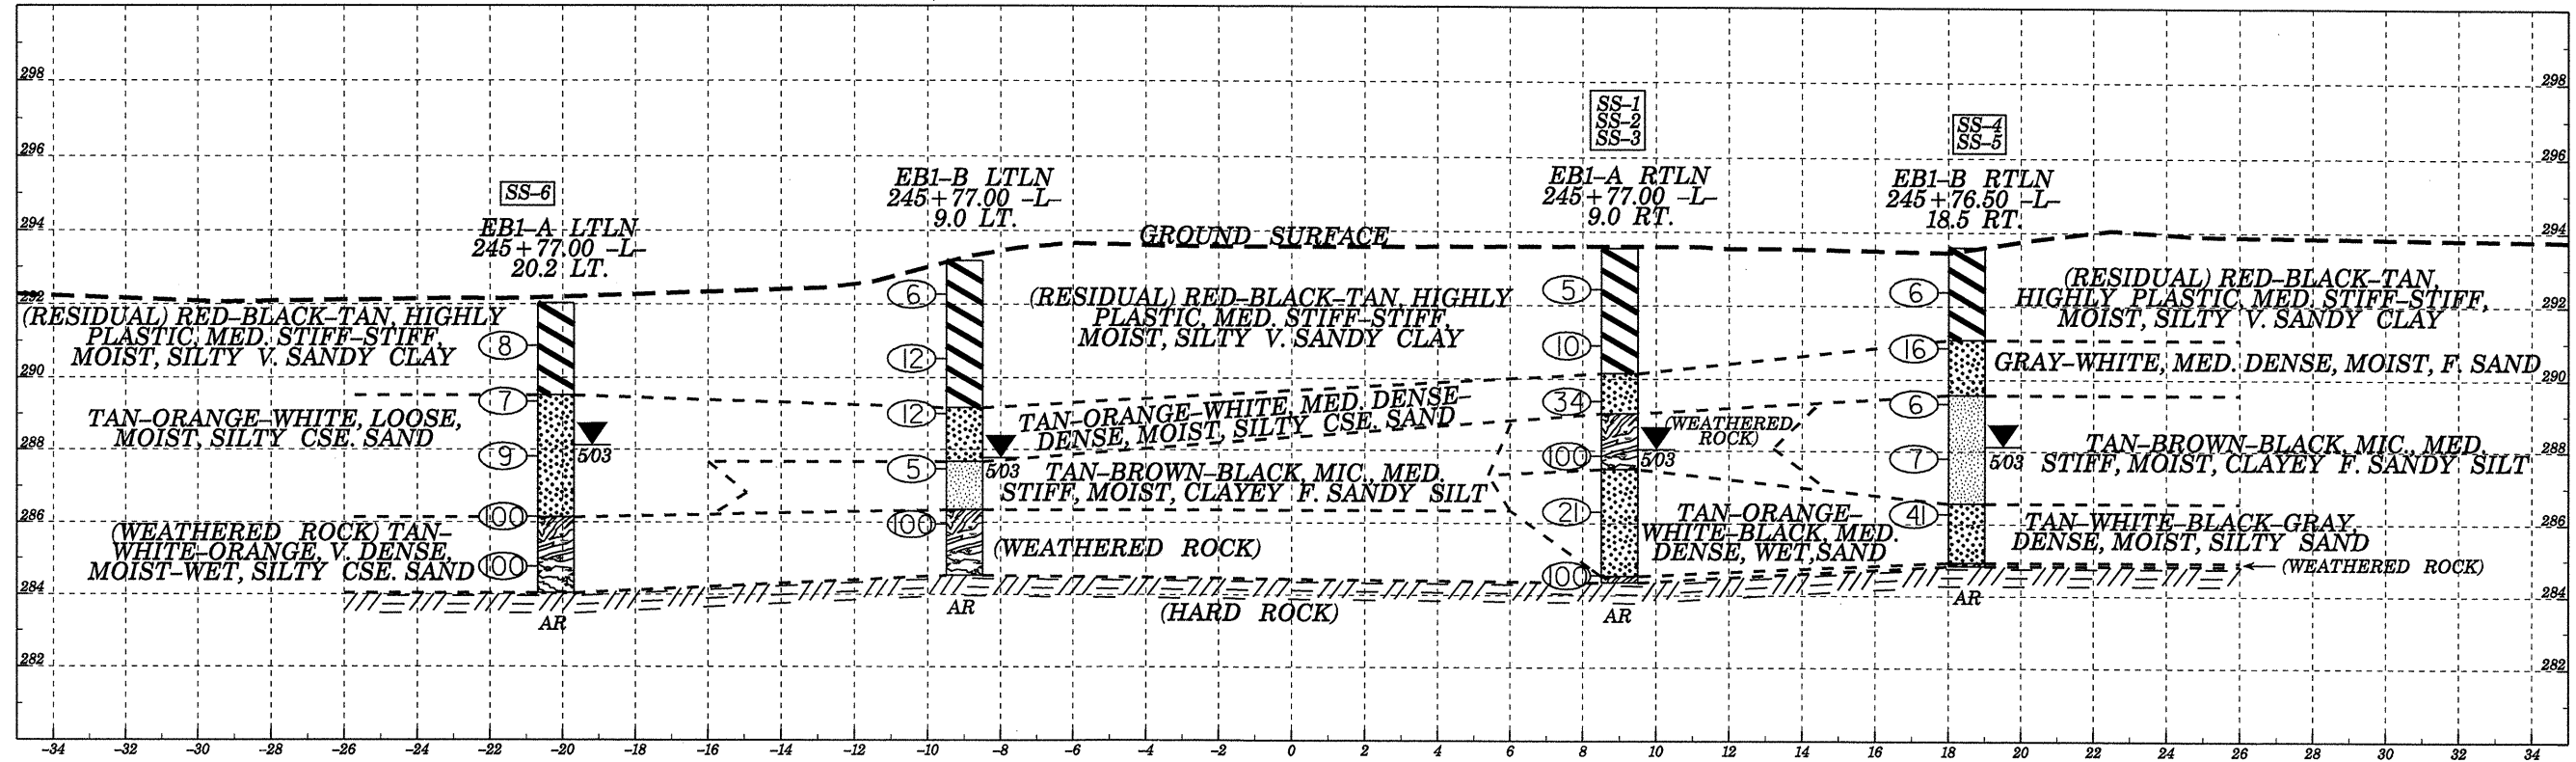 298
298
296
296
294
294
292
292
290
290
288
288
286
286
284
284
282
282
SS-6
EB1-A LTLN
245+77.00 -L-
20.2 LT.
EB1-B LTLN
245+77.00 -L-
9.0 LT.
SS-1
SS-2
SS-3
EB1-A RTLN
245+77.00 -L-
9.0 RT.
SS-4
SS-5
EB1-B RTLN
245+76.50 -L-
18.5 RT.
GROUND SURFACE
(RESIDUAL) RED-BLACK-TAN, HIGHLY
PLASTIC, MED. STIFF-STIFF,
MOIST, SILTY V. SANDY CLAY
TAN-ORANGE-WHITE, LOOSE,
MOIST, SILTY CSE. SAND
(WEATHERED ROCK) TAN-
WHITE-ORANGE, V. DENSE,
MOIST-WET, SILTY CSE. SAND
8
7
9
100
100
5/03
AR
6
12
12
5
100
5/03
AR
(RESIDUAL) RED-BLACK-TAN, HIGHLY
PLASTIC, MED. STIFF-STIFF,
MOIST, SILTY V. SANDY CLAY
TAN-ORANGE-WHITE, MED. DENSE-
DENSE, MOIST, SILTY CSE. SAND
TAN-BROWN-BLACK, MIC., MED.
STIFF, MOIST, CLAYEY F. SANDY SILT
(WEATHERED ROCK)
(HARD ROCK)
5
10
34
100
21
100
5/03
AR
(WEATHERED
ROCK)
TAN-ORANGE-
WHITE-BLACK, MED.
DENSE, WET, SAND
6
16
6
7
41
5/03
AR
(RESIDUAL) RED-BLACK-TAN,
HIGHLY PLASTIC, MED. STIFF-STIFF,
MOIST, SILTY V. SANDY CLAY
GRAY-WHITE, MED. DENSE, MOIST, F. SAND
TAN-BROWN-BLACK, MIC., MED.
STIFF, MOIST, CLAYEY F. SANDY SILT
TAN-WHITE-BLACK-GRAY,
DENSE, MOIST, SILTY SAND
(WEATHERED ROCK)
-34 -32 -30 -28 -26 -24 -22 -20 -18 -16 -14 -12 -10 -8 -6 -4 -2 0 2 4 6 8 10 12 14 16 18 20 22 24 26 28 30 32 34